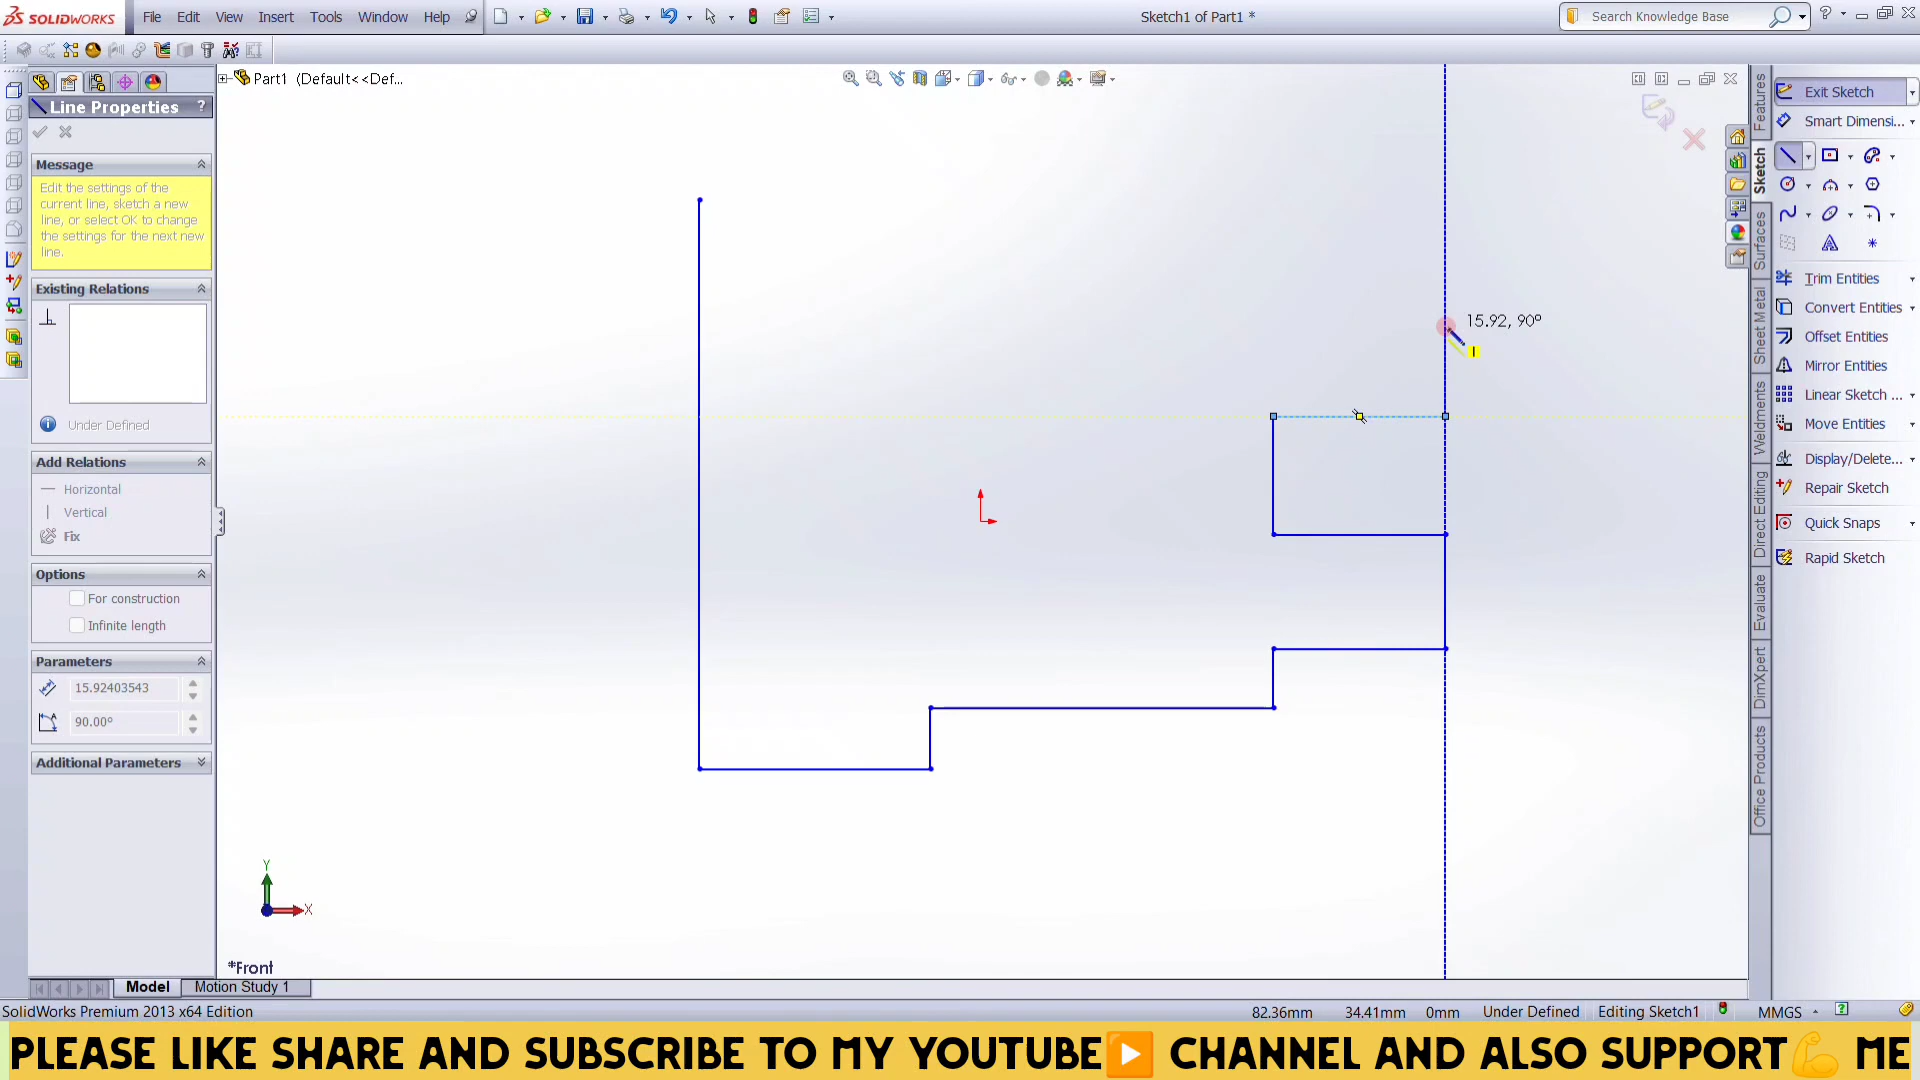 SOLIDWORKS
File Edit View Insert Tools Window Help
Sketch1 of Part1 *
Search Knowledge Base
Part1 (Default<<Def...
Line Properties ?
Message
Edit the settings of the
current line, sketch a new
line, or select OK to change
the settings for the next new
line.
Existing Relations
Under Defined
Add Relations
Horizontal
Vertical
Fix
Options
For construction
Infinite length
Parameters
15.92403543
90.00º
Additional Parameters
15.92, 90º
Y
X
*Front
Features
Sketch
Surfaces
Sheet Metal
Weldments
Direct Editing
Evaluate
DimXpert
Office Products
Exit Sketch
Smart Dimensi...
Trim Entities
Convert Entities
Offset Entities
Mirror Entities
Linear Sketch ...
Move Entities
Display/Delete...
Repair Sketch
Quick Snaps
Rapid Sketch
Model Motion Study 1
SolidWorks Premium 2013 x64 Edition
82.36mm 34.41mm 0mm Under Defined Editing Sketch1 MMGS
PLEASE LIKE SHARE AND SUBSCRIBE TO MY YOUTUBE▶️ CHANNEL AND ALSO SUPPORT💪 ME